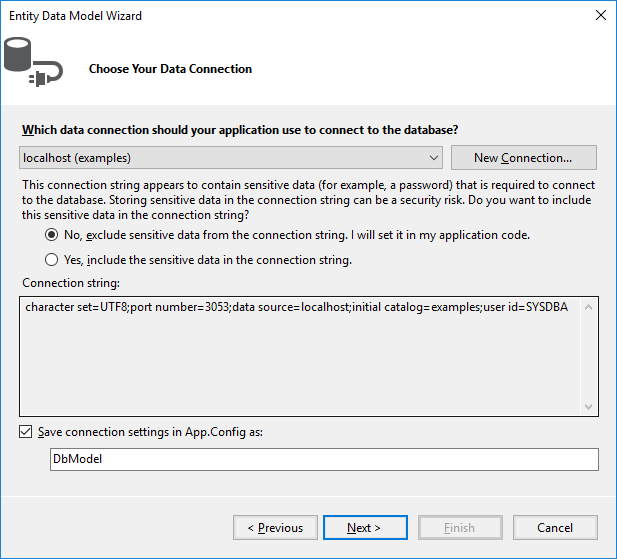 Entity Data Model Wizard
Choose Your Data Connection
Which data connection should your application use to connect to the database?
localhost (examples)
New Connection...
This connection string appears to contain sensitive data (for example, a password) that is required to connect
to the database. Storing sensitive data in the connection string can be a security risk. Do you want to include
this sensitive data in the connection string?
No, exclude sensitive data from the connection string. I will set it in my application code.
Yes, include the sensitive data in the connection string.
Connection string:
character set=UTF8;port number=3053;data source=localhost;initial catalog=examples;user id=SYSDBA
Save connection settings in App.Config as:
DbModel
< Previous
Next >
Finish
Cancel